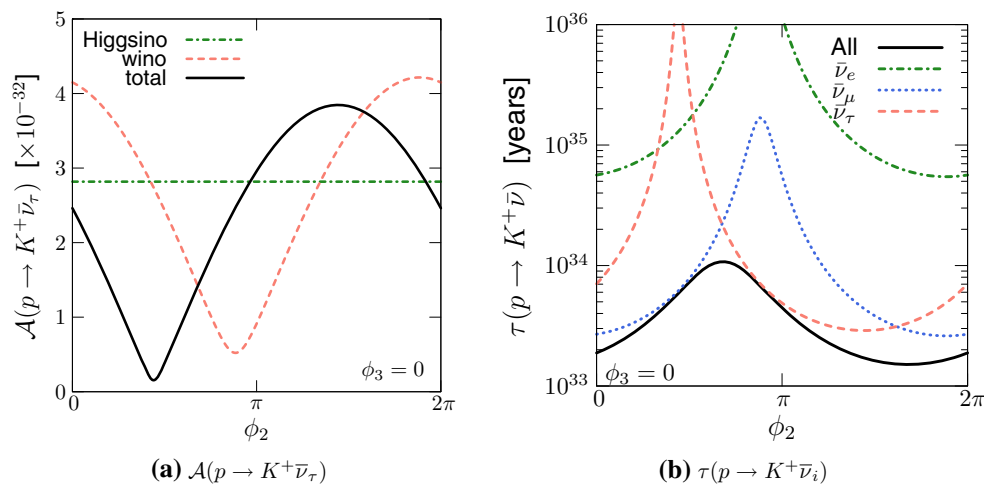 5
4
3
2
1
0
0
π
2π
A(p → K⁺ν̄_τ) [×10⁻³²]
Higgsino
wino
total
ϕ₃ = 0
ϕ₂
(a) A(p → K⁺ν̄_τ)
10³⁶
10³⁵
10³⁴
10³³
0
π
2π
τ(p → K⁺ν̄) [years]
All
ν̄_e
ν̄_μ
ν̄_τ
ϕ₃ = 0
ϕ₂
(b) τ(p → K⁺ν̄_i)